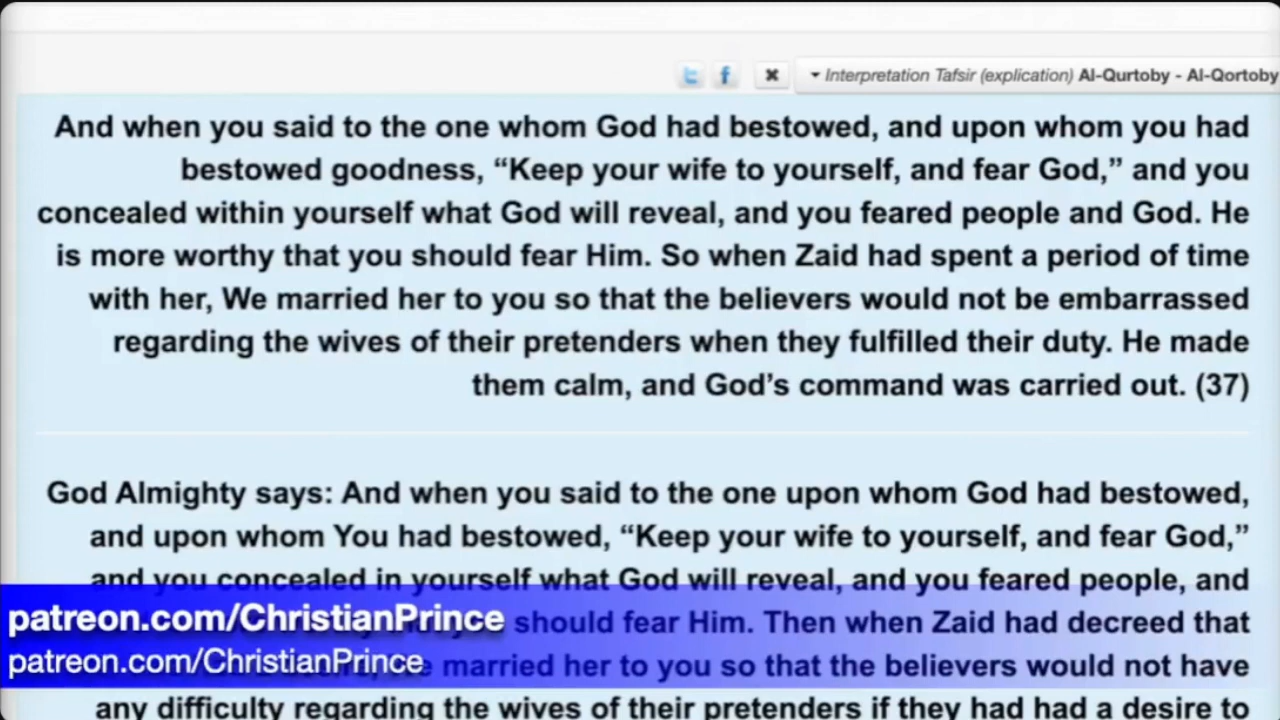 Interpretation Tafsir (explication) Al-Qurtoby - Al-Qortoby
And when you said to the one whom God had bestowed, and upon whom you had
bestowed goodness, “Keep your wife to yourself, and fear God,” and you
concealed within yourself what God will reveal, and you feared people and God. He
is more worthy that you should fear Him. So when Zaid had spent a period of time
with her, We married her to you so that the believers would not be embarrassed
regarding the wives of their pretenders when they fulfilled their duty. He made
them calm, and God’s command was carried out. (37)
God Almighty says: And when you said to the one upon whom God had bestowed,
and upon whom You had bestowed, “Keep your wife to yourself, and fear God,”
and you concealed in yourself what God will reveal, and you feared people, and
patreon.com/ChristianPrince should fear Him. Then when Zaid had decreed that
patreon.com/ChristianPrince married her to you so that the believers would not have
any difficulty regarding the wives of their pretenders if they had had a desire to